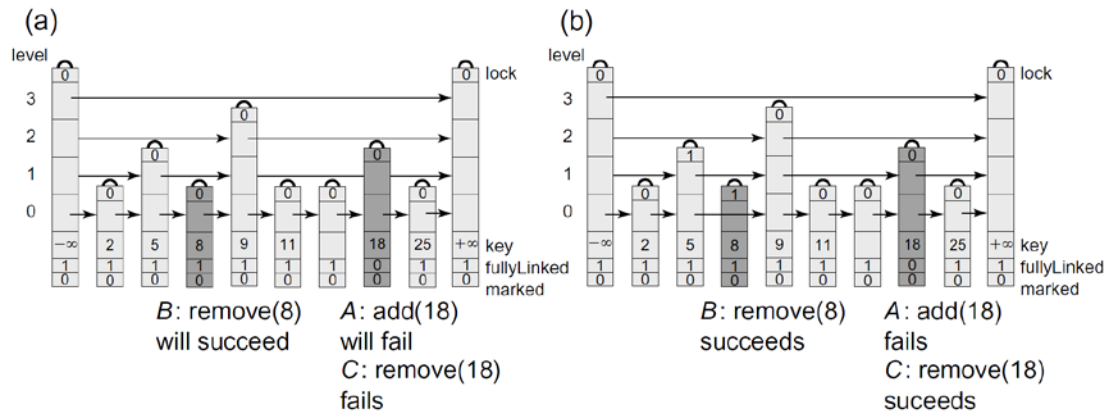 (a)
level
0 0 lock
3
0
2
0 0
1
0 0 0 0 0
0
−∞ 2 5 8 9 11 18 25 +∞ key
1 1 1 1 1 1 1 0 1 1 fullyLinked
0 0 0 0 0 0 0 0 0 0 marked
B: remove(8)
will succeed
A: add(18)
will fail
C: remove(18)
fails
(b)
level
0 0 lock
3
0
2
1 0
1
0 1 0 0 0
0
−∞ 2 5 8 9 11 18 25 +∞ key
1 1 1 1 1 1 1 0 1 1 fullyLinked
0 0 0 0 0 0 0 0 0 0 marked
B: remove(8)
succeeds
A: add(18)
fails
C: remove(18)
suceeds